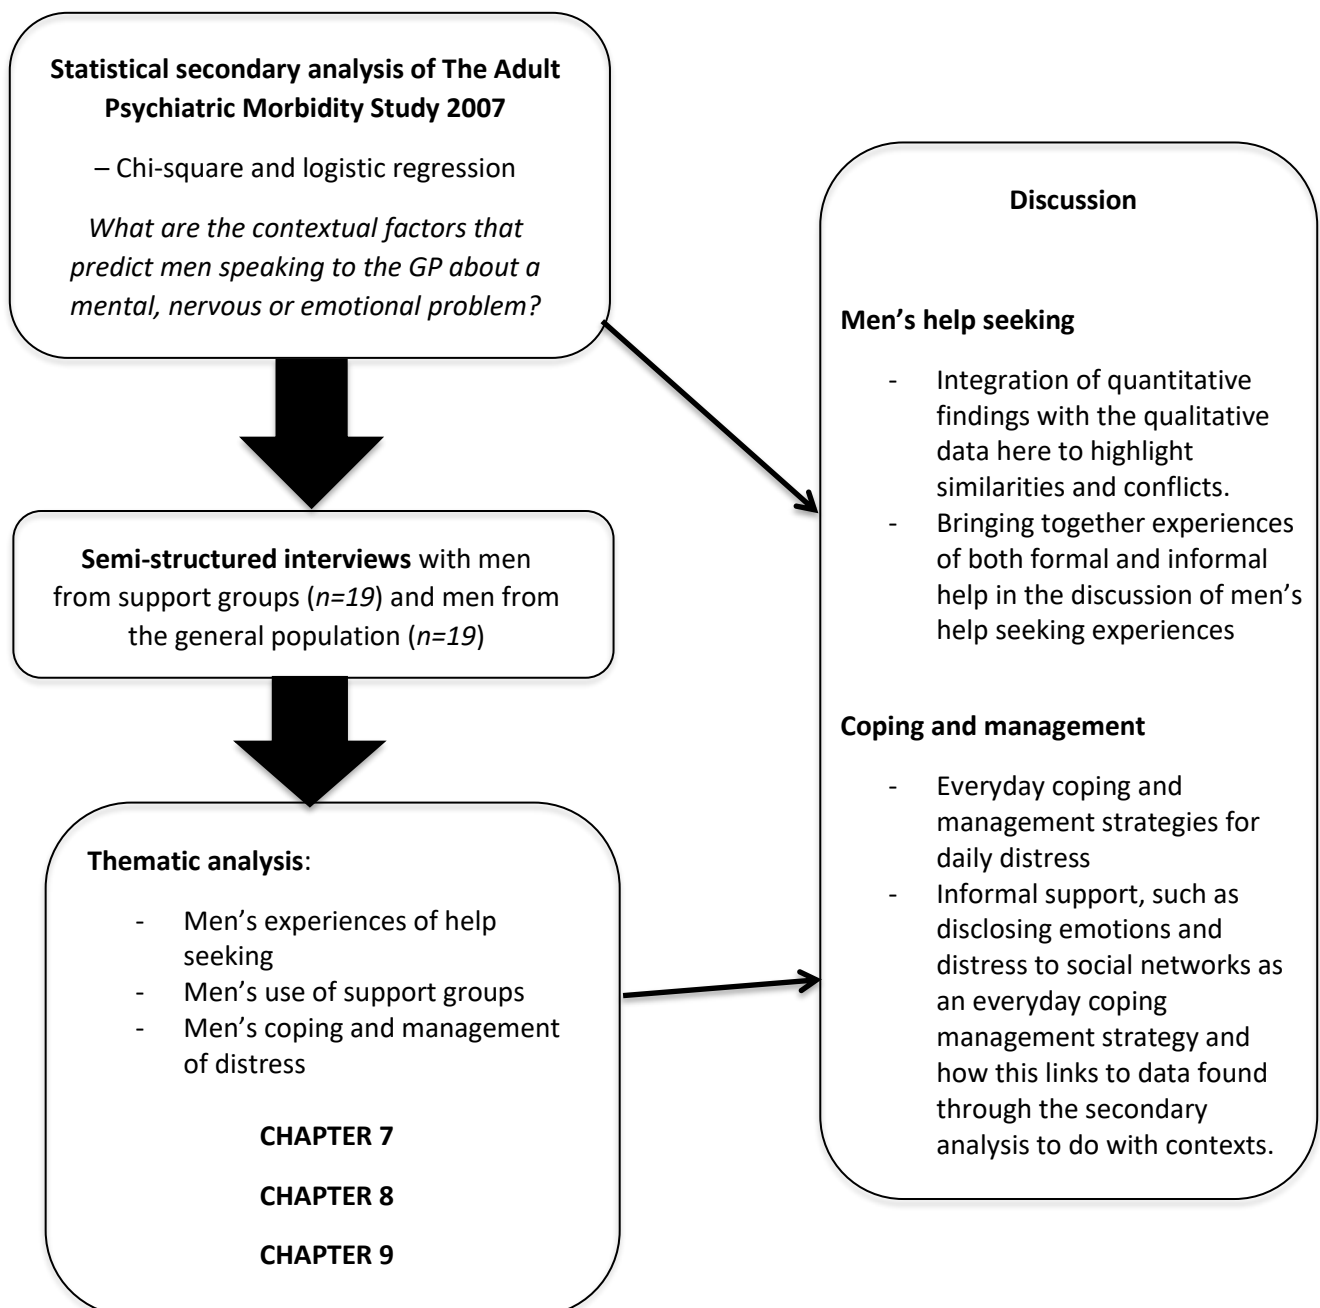 Statistical secondary analysis of The Adult
Psychiatric Morbidity Study 2007
– Chi-square and logistic regression
What are the contextual factors that
predict men speaking to the GP about a
mental, nervous or emotional problem?
Semi-structured interviews with men
from support groups (n=19) and men from
the general population (n=19)
Thematic analysis:
- Men’s experiences of help
seeking
- Men’s use of support groups
- Men’s coping and management
of distress
CHAPTER 7
CHAPTER 8
CHAPTER 9
Discussion
Men’s help seeking
- Integration of quantitative
findings with the qualitative
data here to highlight
similarities and conflicts.
- Bringing together experiences
of both formal and informal
help in the discussion of men’s
help seeking experiences
Coping and management
- Everyday coping and
management strategies for
daily distress
- Informal support, such as
disclosing emotions and
distress to social networks as
an everyday coping
management strategy and
how this links to data found
through the secondary
analysis to do with contexts.